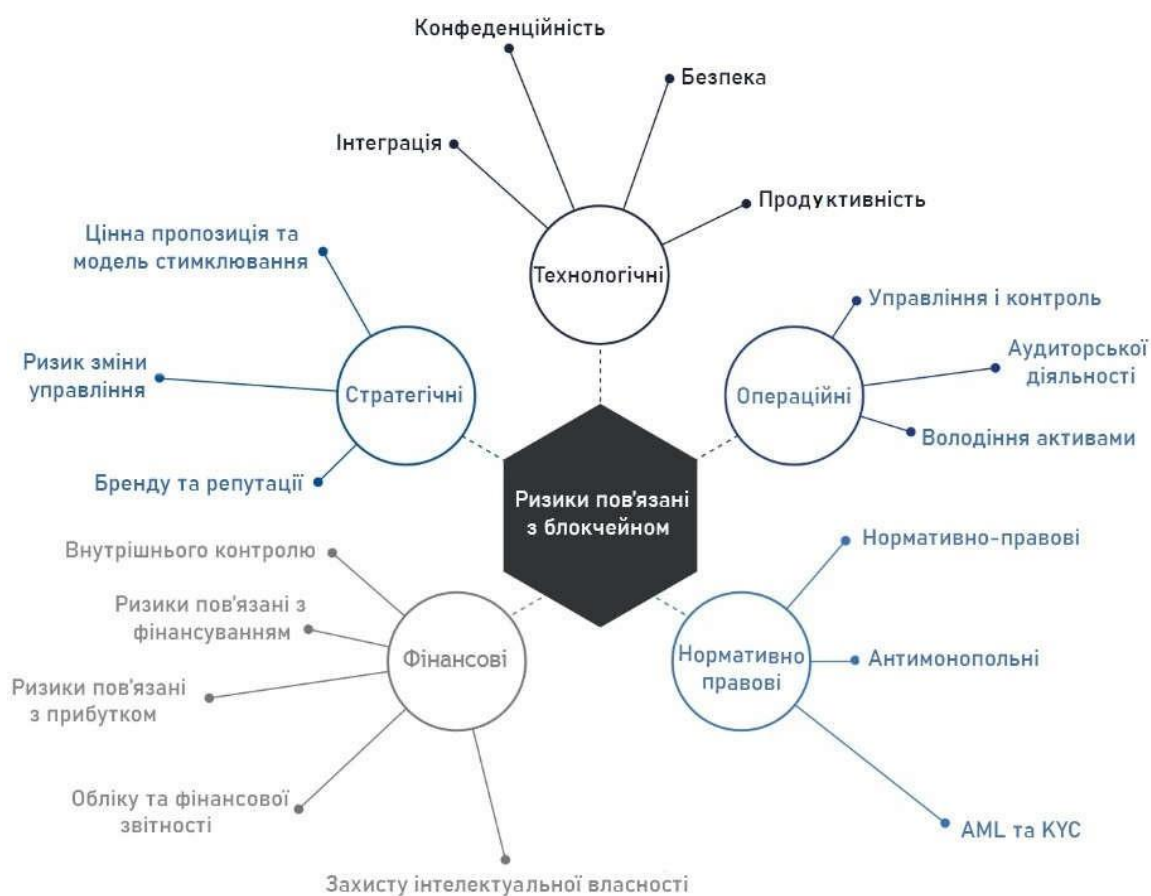 Конфеденційність
Безпека
Інтеграція
Продуктивність
Технологічні
Цінна пропозиція та
модель стимклювання
Ризик зміни
управління
Бренду та репутації
Стратегічні
Управління і контроль
Аудиторської
діяльності
Володіння активами
Операційні
Ризики пов'язані
з блокчейном
Внутрішнього контролю
Ризики пов'язані з
фінансуванням
Ризики пов'язані
з прибутком
Обліку та фінансової
звітності
Захисту інтелектуальної власності
Фінансові
Нормативно-правові
Антимонопольні
AML та KYC
Нормативно
правові